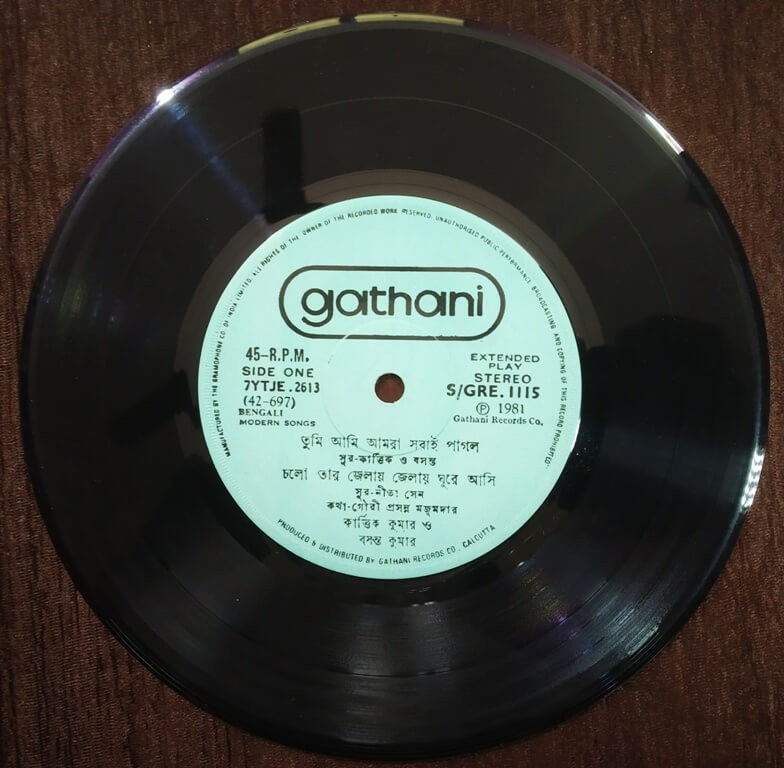 MANUFACTURED BY THE GRAMOPHONE CO. OF INDIA LIMITED. ALL RIGHTS OF THE OWNER OF THE RECORDED WORK RESERVED. UNAUTHORISED PUBLIC PERFORMANCE, BROADCASTING AND COPYING OF THIS RECORD PROHIBITED.
gathani
45-R.P.M.
SIDE ONE
7YTJE.2613
(42-697)
BENGALI
MODERN SONGS
EXTENDED
PLAY
STEREO
S/GRE.1115
Ⓟ 1981
Gathani Records Co.
তুমি আমি আমরা সবাই পাগল
সুর-কার্ত্তিক ও বসন্ত
চলো তার জেলায় জেলায় ঘুরে আসি
সুর-নীতা সেন
কথা-গৌরী প্রসন্ন মজুমদার
কার্ত্তিক কুমার ও
বসন্ত কুমার
PRODUCED & DISTRIBUTED BY GATHANI RECORDS CO., CALCUTTA